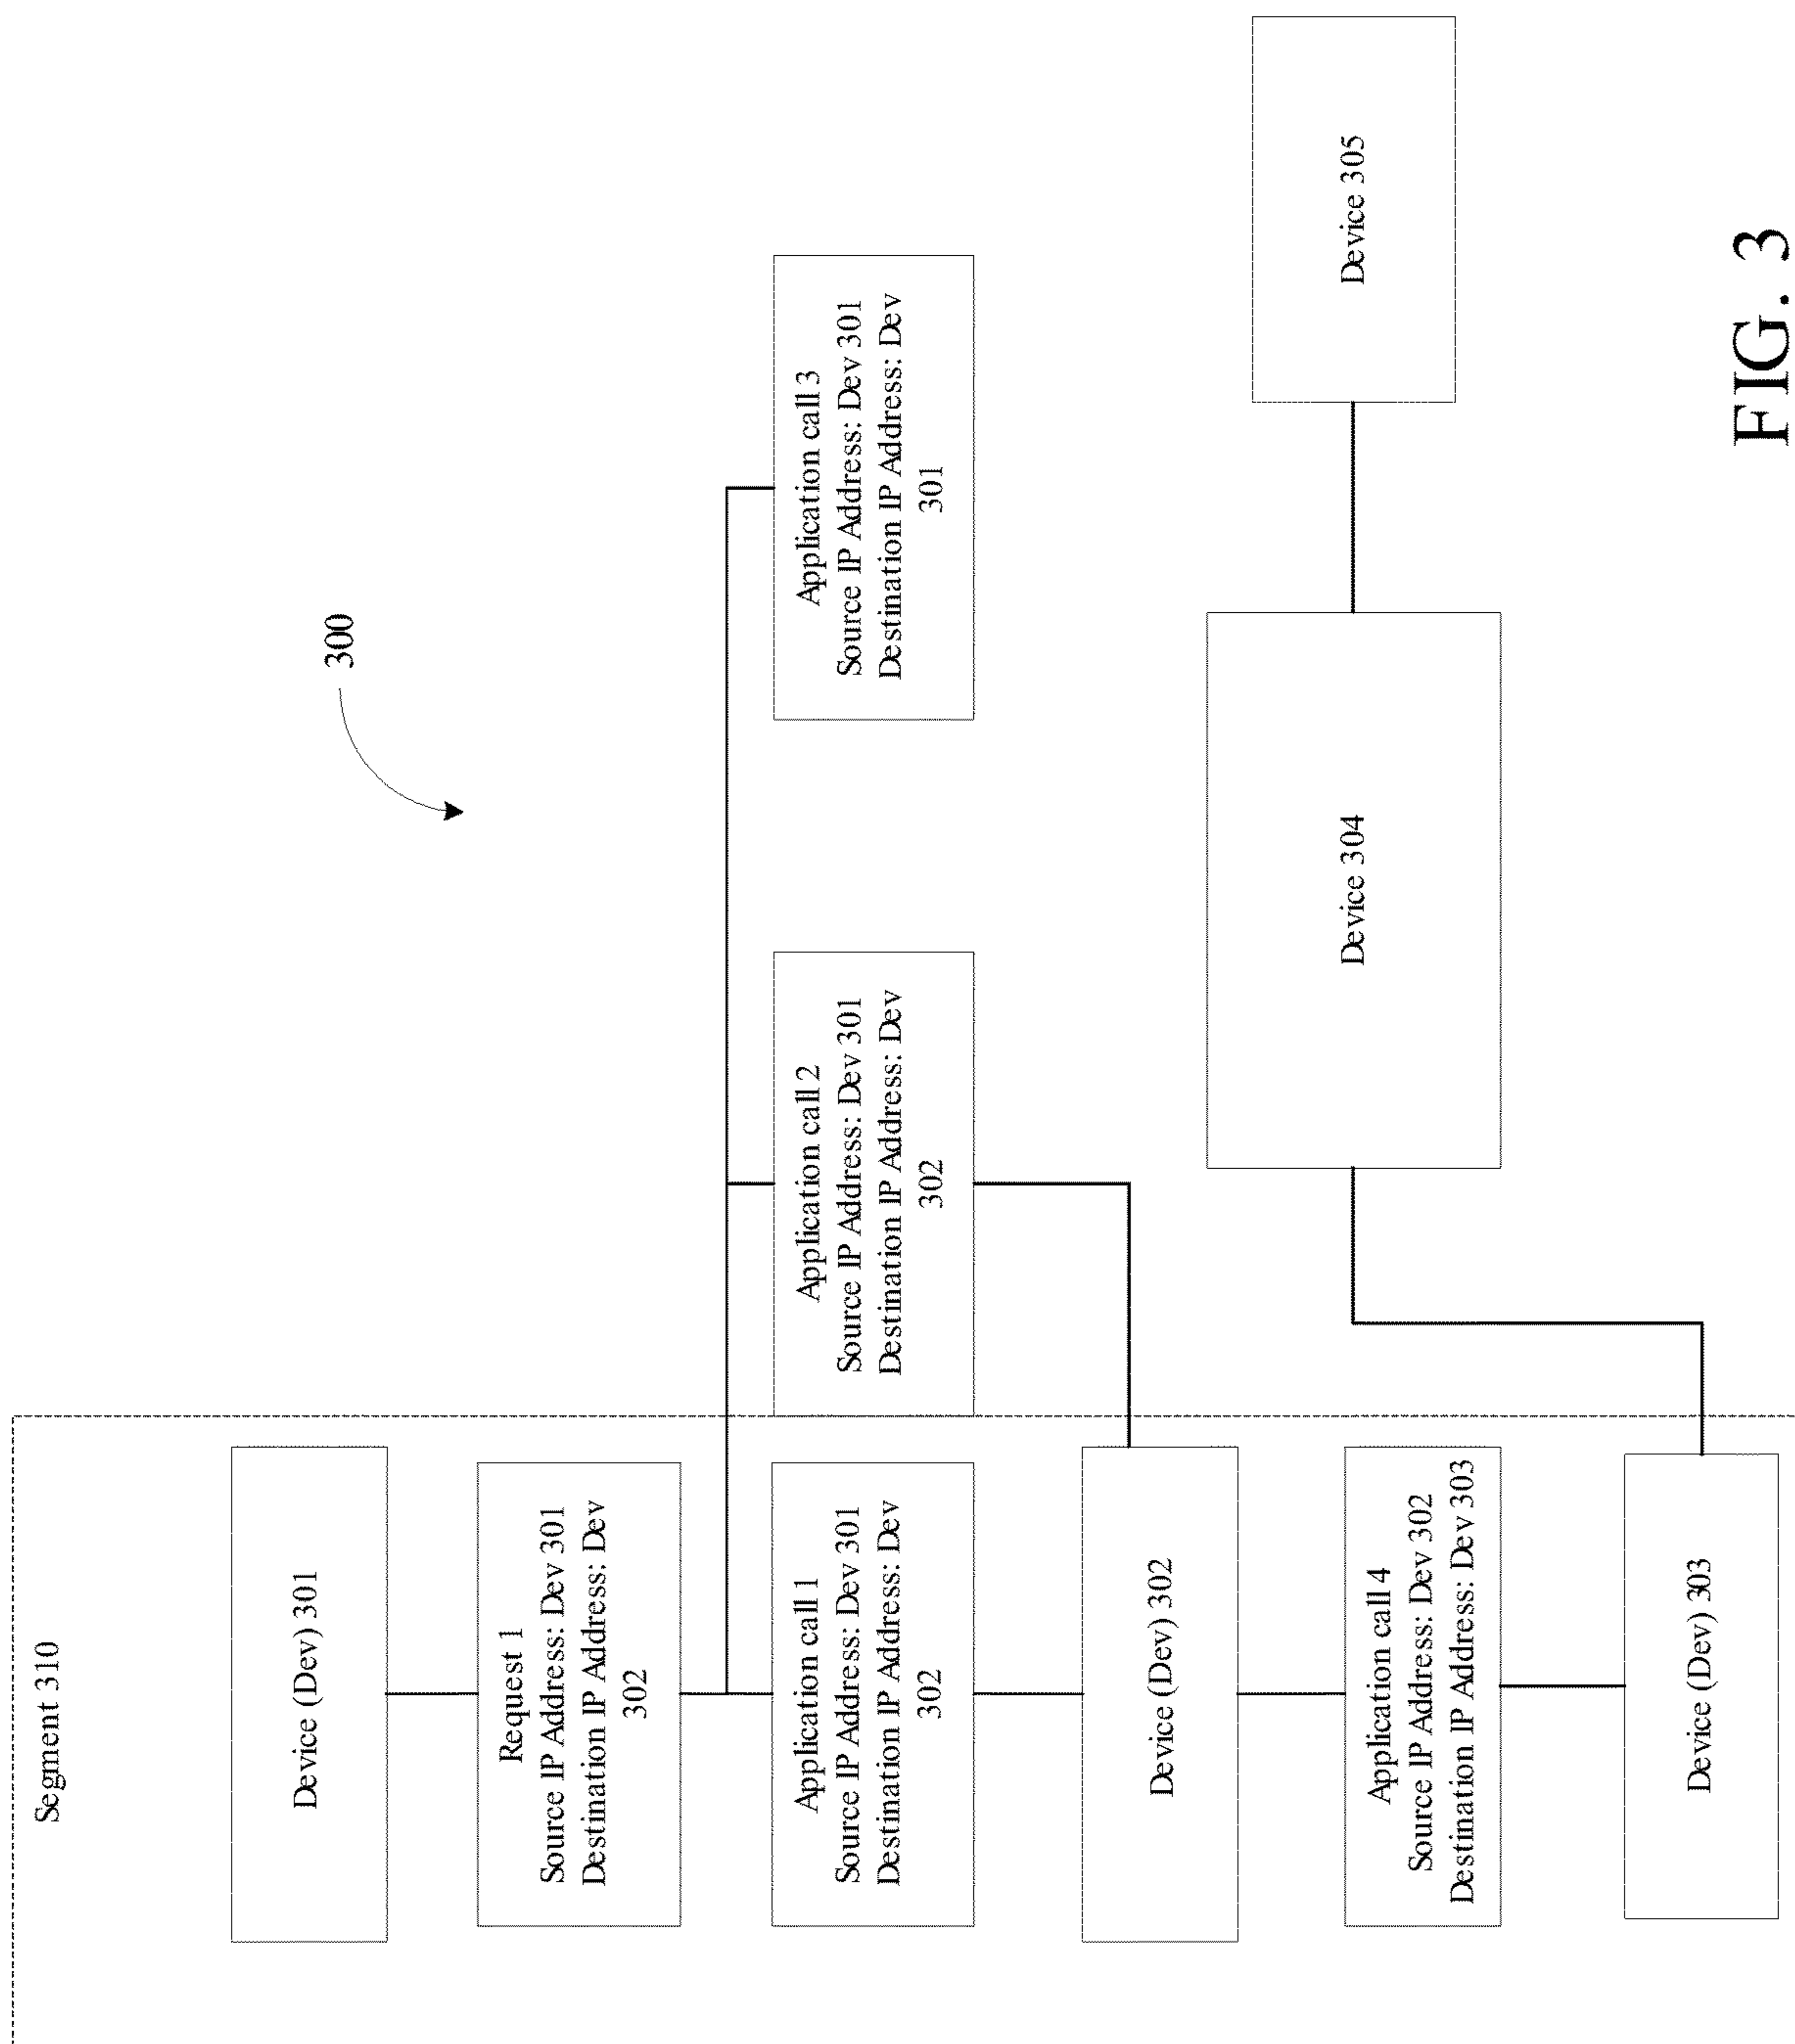 Segment 310
Device (Dev) 301
Request 1
Source IP Address: Dev 301
Destination IP Address: Dev
302
Application call 1
Source IP Address: Dev 301
Destination IP Address: Dev
302
Device (Dev) 302
Application call 4
Source IP Address: Dev 302
Destination IP Address: Dev 303
Device (Dev) 303
Application call 2
Source IP Address: Dev 301
Destination IP Address: Dev
302
300
Application call 3
Source IP Address: Dev 301
Destination IP Address: Dev
301
Device 304
Device 305
FIG. 3